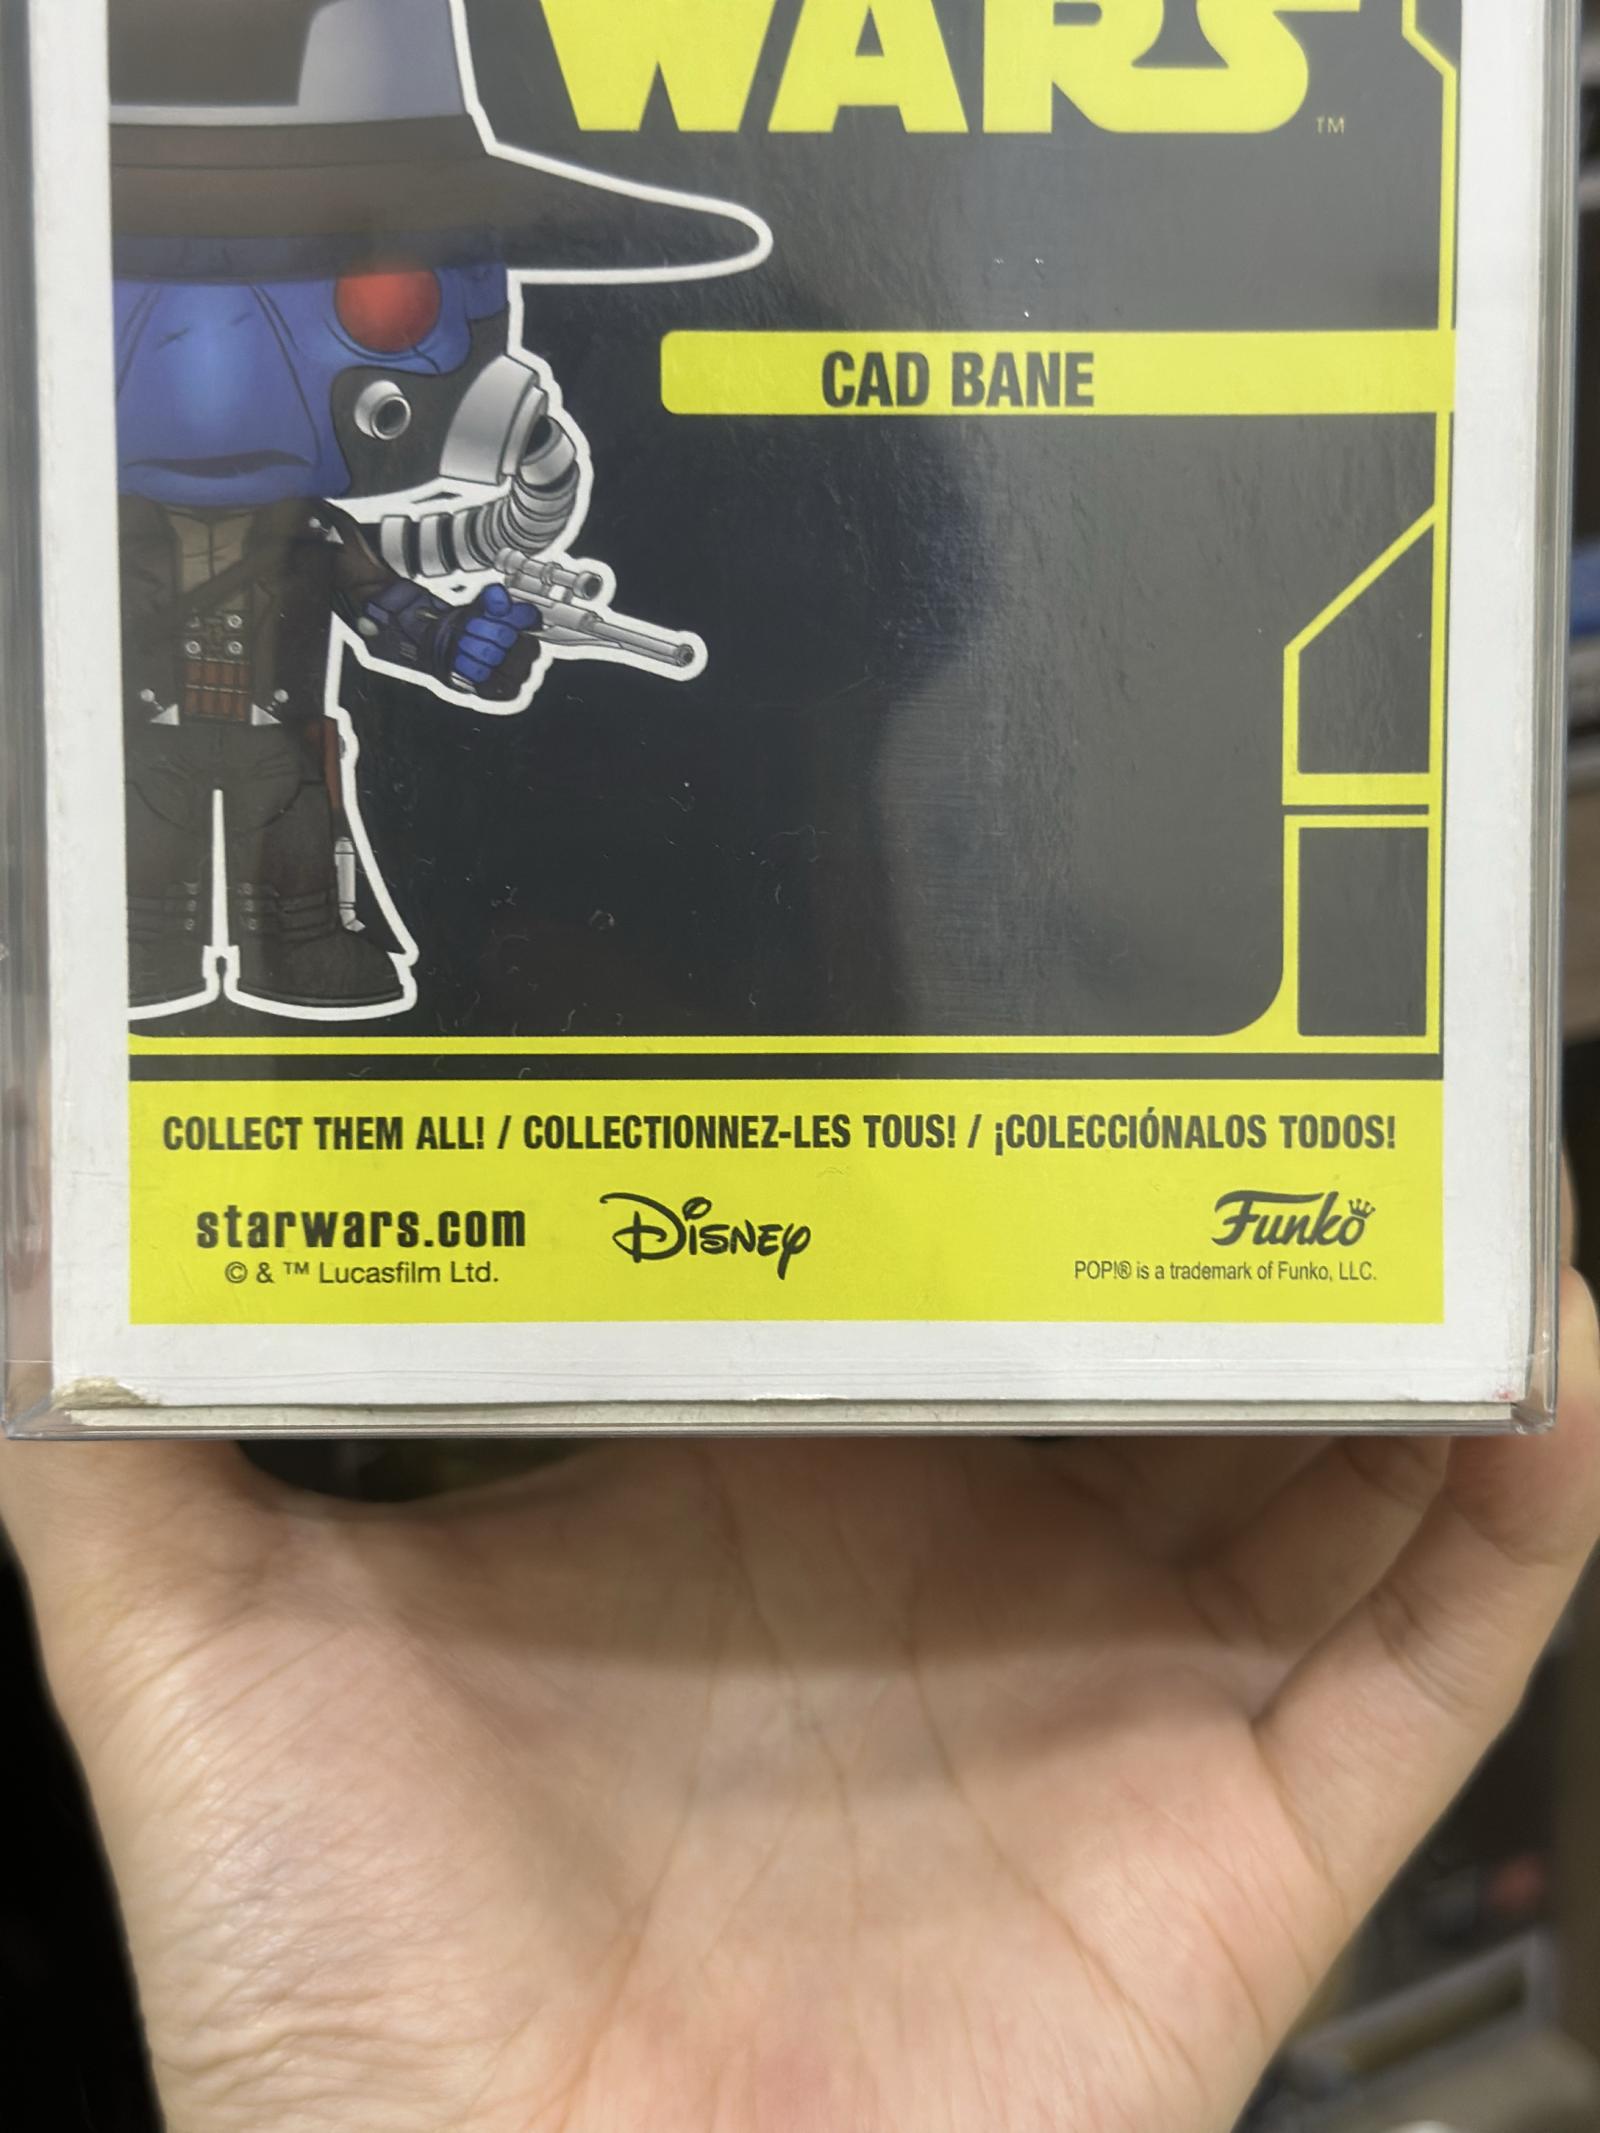 WARS
TM
CAD BANE
COLLECT THEM ALL! / COLLECTIONNEZ-LES TOUS! / ¡COLECCIÓNALOS TODOS!
starwars.com
© & ™ Lucasfilm Ltd.
Disney
Funko
POP!® is a trademark of Funko, LLC.